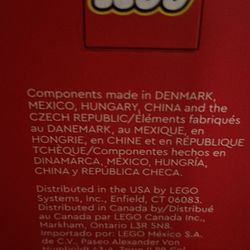 LEGO
Components made in DENMARK,
MEXICO, HUNGARY, CHINA and the
CZECH REPUBLIC/Éléments fabriqués
au DANEMARK, au MEXIQUE, en
HONGRIE, en CHINE et en RÉPUBLIQUE
TCHÈQUE/Componentes hechos en
DINAMARCA, MÉXICO, HUNGRÍA,
CHINA y REPÚBLICA CHECA.
Distributed in the USA by LEGO
Systems, Inc., Enfield, CT 06083.
Distributed in Canada by/Distribué
au Canada par LEGO Canada Inc.,
Markham, Ontario L3R 5N8.
Importado por: LEGO México S.A.
de C.V. Paseo Alexander Von